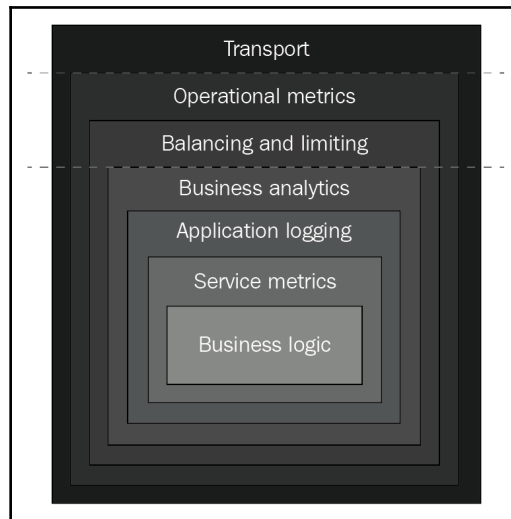 Transport
Operational metrics
Balancing and limiting
Business analytics
Application logging
Service metrics
Business logic